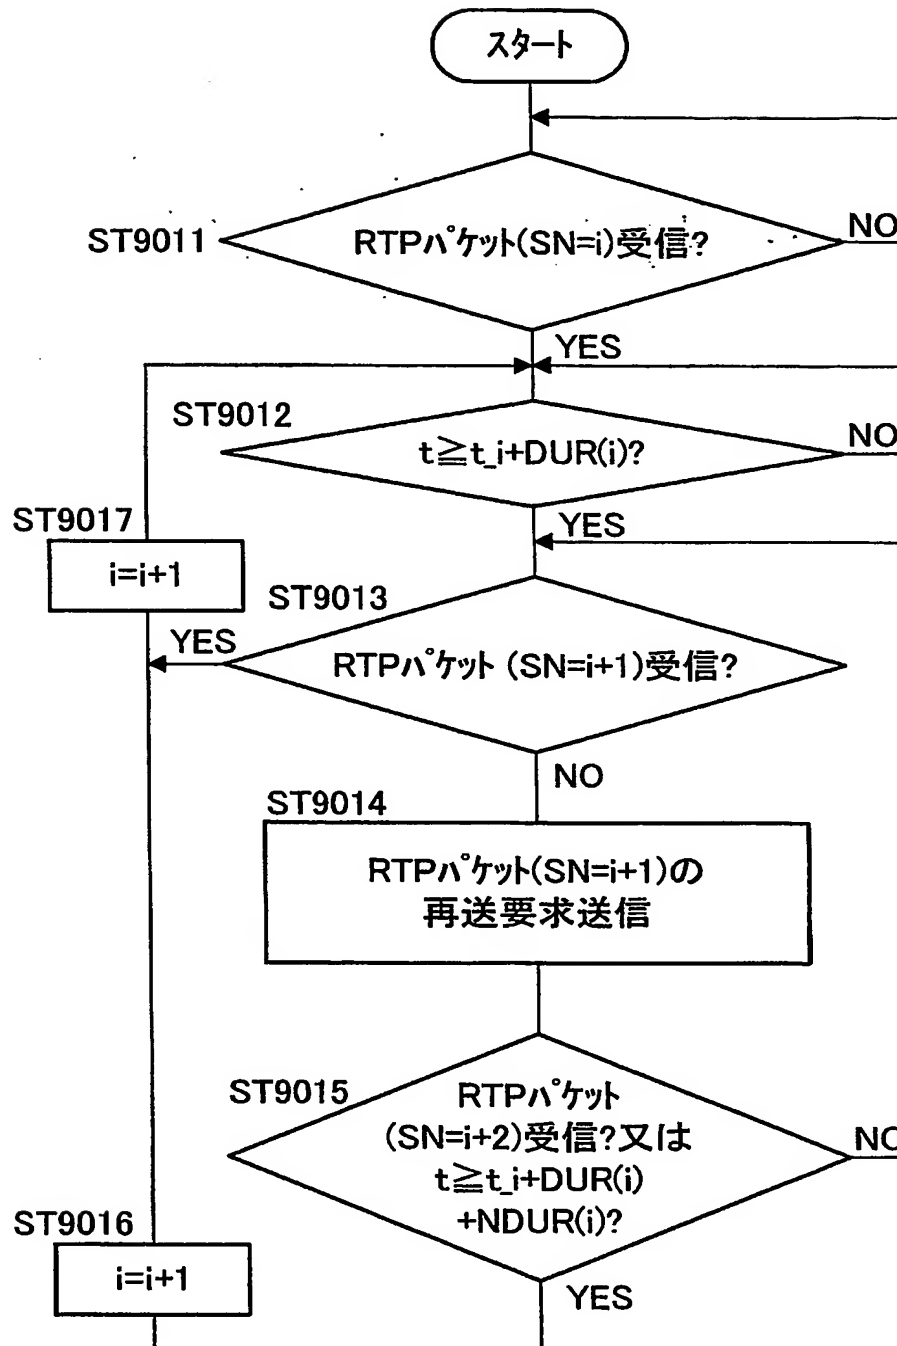 スタート
ST9011
RTPパケット(SN=i)受信?
NO
YES
ST9012
t≧t_i+DUR(i)?
NO
ST9017
YES
i=i+1
ST9013
YES
RTPパケット (SN=i+1)受信?
NO
ST9014
RTPパケット(SN=i+1)の
再送要求送信
ST9015
RTPパケット
(SN=i+2)受信?又は
t≧t_i+DUR(i)
+NDUR(i)?
NO
ST9016
i=i+1
YES